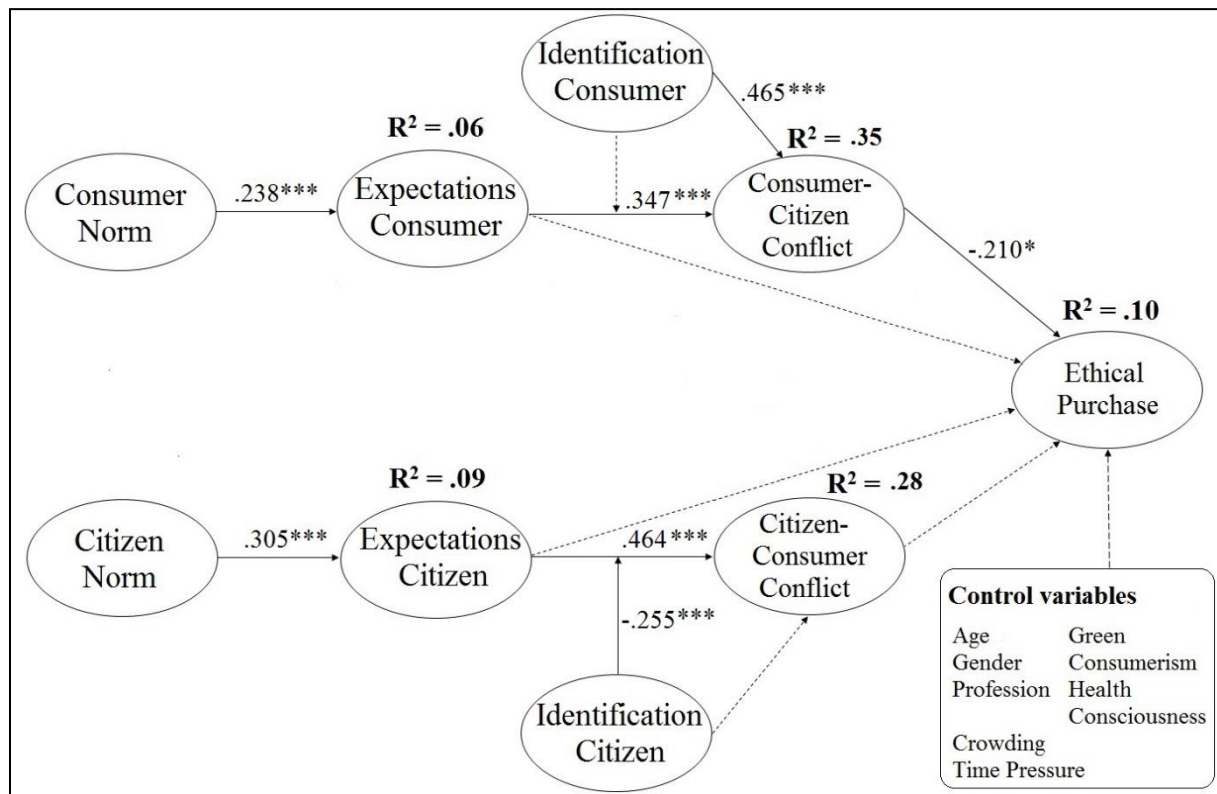 Identification
Consumer
.465***
R² = .06
R² = .35
Consumer
Norm
.238***
Expectations
Consumer
.347***
Consumer-
Citizen
Conflict
-.210*
R² = .10
Ethical
Purchase
R² = .09
R² = .28
Citizen
Norm
.305***
Expectations
Citizen
.464***
Citizen-
Consumer
Conflict
-.255***
Identification
Citizen
Control variables
Age Green
Gender Consumerism
Profession Health
Consciousness
Crowding
Time Pressure